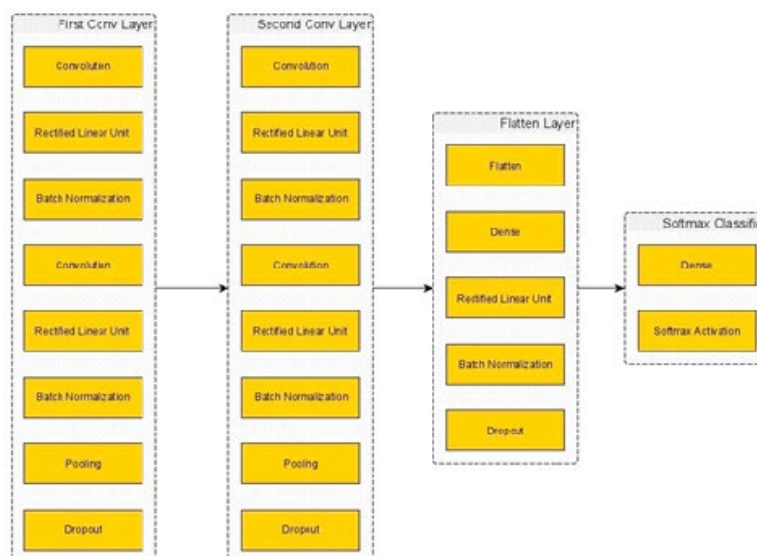 First Conv Layer
Convolution
Rectified Linear Unit
Batch Normalization
Convolution
Rectified Linear Unit
Batch Normalization
Pooling
Dropout
Second Conv Layer
Convolution
Rectified Linear Unit
Batch Normalization
Convolution
Rectified Linear Unit
Batch Normalization
Pooling
Dropout
Flatten Layer
Flatten
Dense
Rectified Linear Unit
Batch Normalization
Dropout
Softmax Classifi
Dense
Softmax Activation